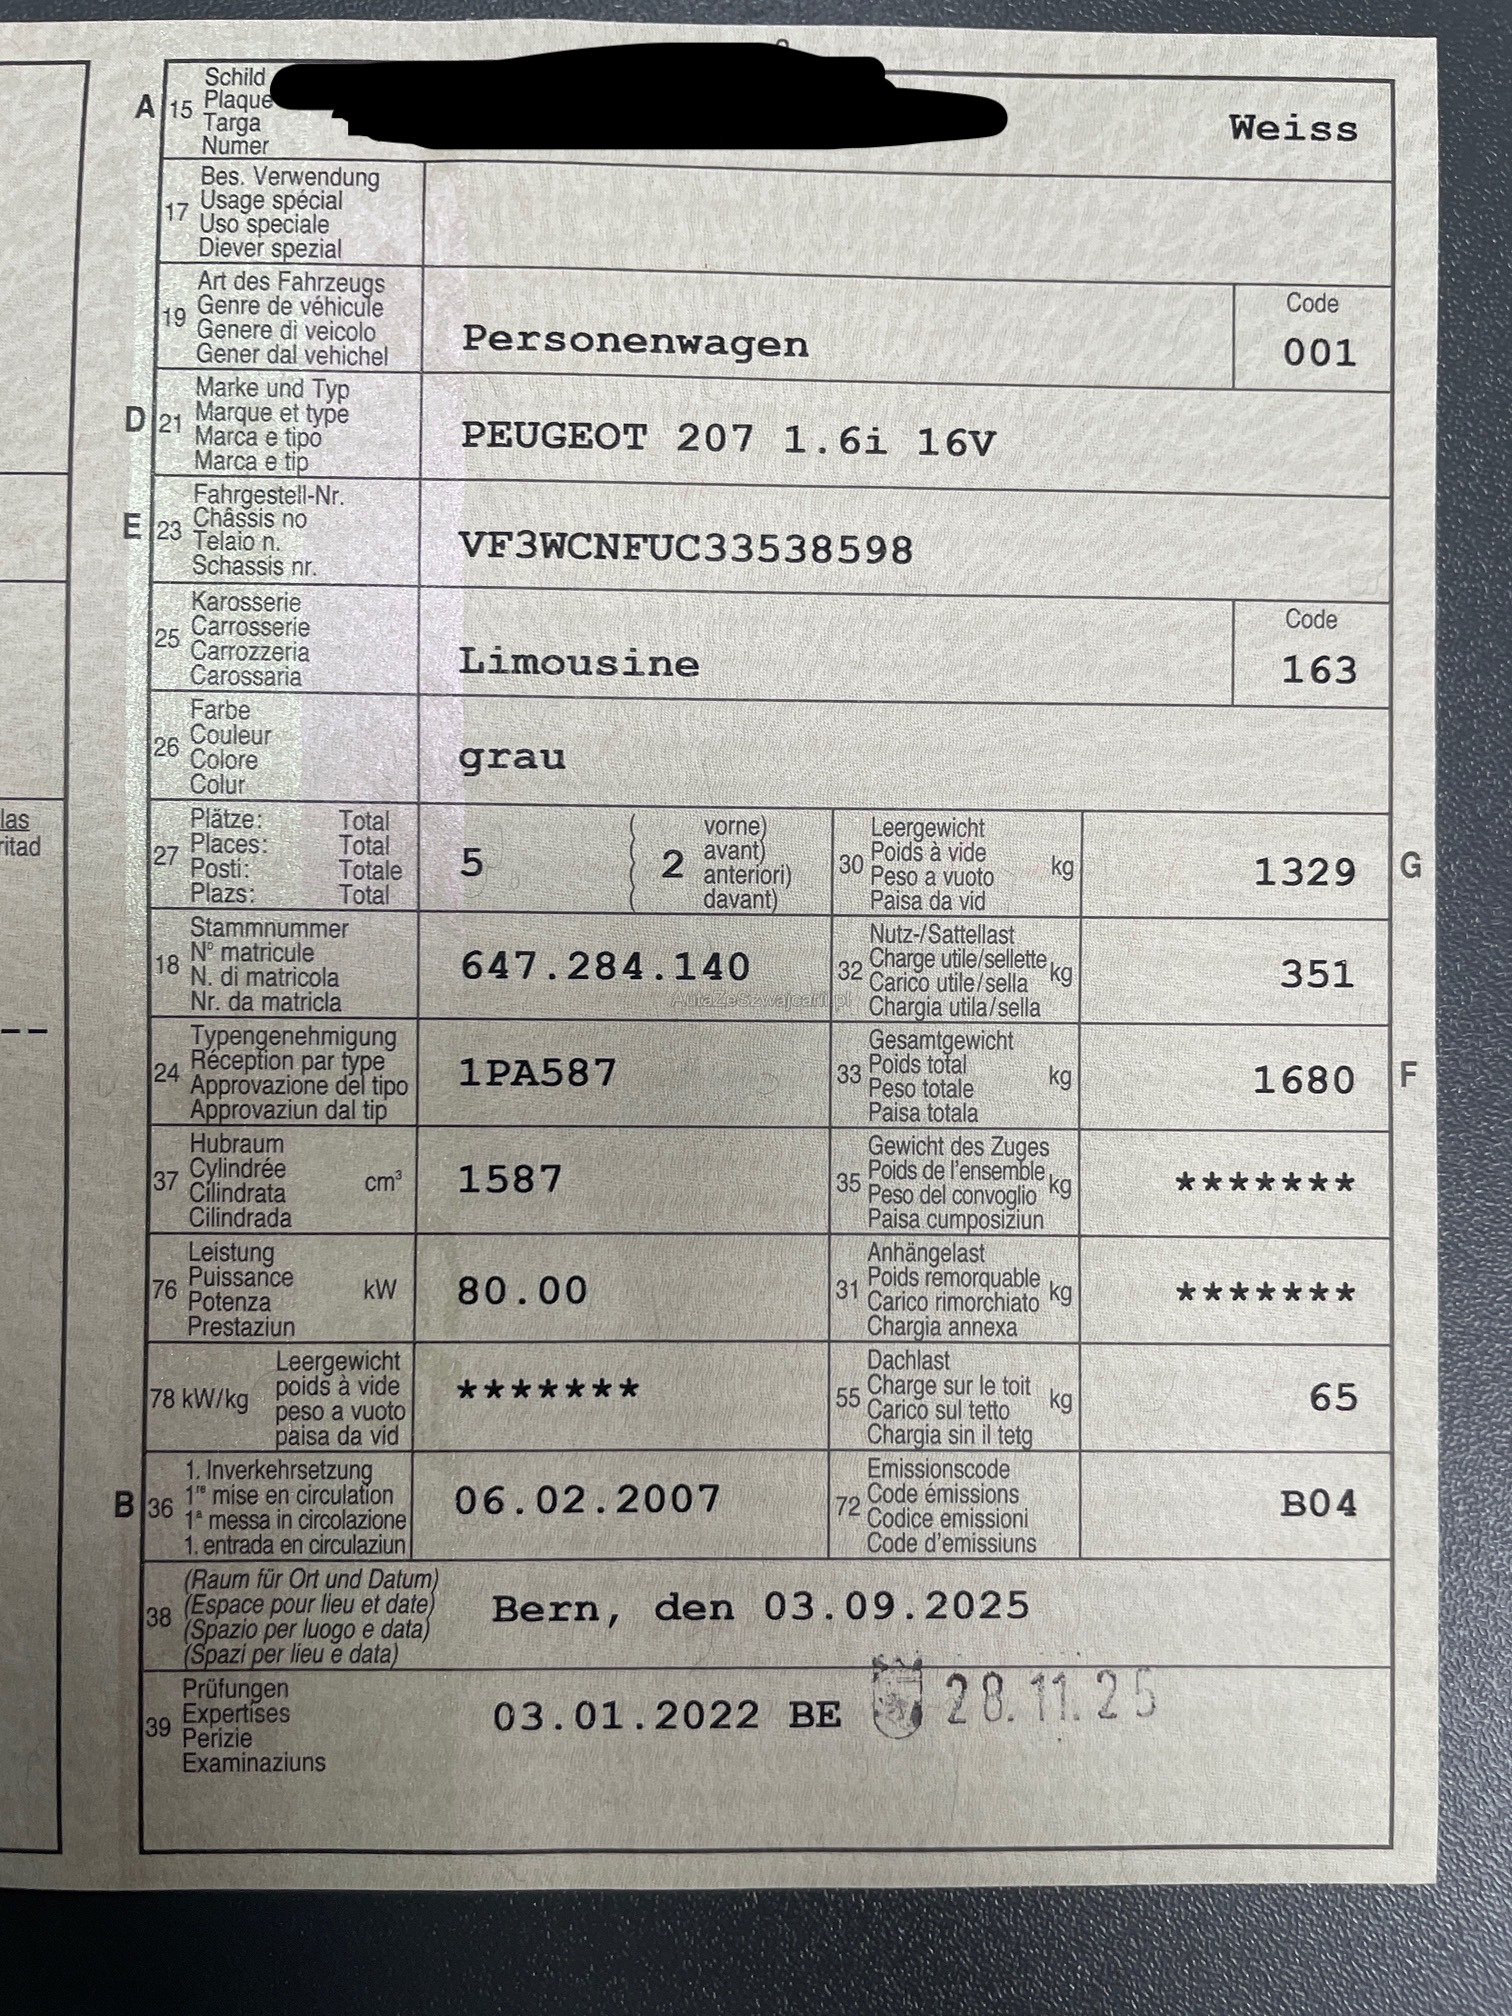 A 15 Schild
Plaque
Targa
Numer
Weiss
17 Bes. Verwendung
Usage spécial
Uso speciale
Diever spezial
19 Art des Fahrzeugs
Genre de véhicule
Genere di veicolo
Gener dal vehichel
Personenwagen
Code
001
D 21 Marke und Typ
Marque et type
Marca e tipo
Marca e tip
PEUGEOT 207 1.6i 16V
E 23 Fahrgestell-Nr.
Châssis no
Telaio n.
Schassis nr.
VF3WCNFUC33538598
25 Karosserie
Carrosserie
Carrozzeria
Carossaria
Limousine
Code
163
26 Farbe
Couleur
Colore
Colur
grau
las
ritad
27 Plätze: Total
Places: Total
Posti: Totale
Plazs: Total
5
2
vorne)
avant)
anteriori)
davant)
30 Leergewicht
Poids à vide
Peso a vuoto
Paisa da vid
kg
1329 G
18 Stammnummer
N° matricule
N. di matricola
Nr. da matricla
647.284.140
AutaZeSzwajcarii.pl
32 Nutz-/Sattellast
Charge utile/sellette
Carico utile/sella
Chargia utila/sella
kg
351
--
24 Typengenehmigung
Réception par type
Approvazione del tipo
Approvaziun dal tip
1PA587
33 Gesamtgewicht
Poids total
Peso totale
Paisa totala
kg
1680 F
37 Hubraum
Cylindrée
Cilindrata
Cilindrada
cm³
1587
35 Gewicht des Zuges
Poids de l'ensemble
Peso del convoglio
Paisa cumposiziun
kg
*******
76 Leistung
Puissance
Potenza
Prestaziun
kW
80.00
31 Anhängelast
Poids remorquable
Carico rimorchiato
Chargia annexa
kg
*******
78 kW/kg Leergewicht
poids à vide
peso a vuoto
paisa da vid
*******
55 Dachlast
Charge sur le toit
Carico sul tetto
Chargia sin il tetg
kg
65
B 36 1. Inverkehrsetzung
1re mise en circulation
1a messa in circolazione
1. entrada en circulaziun
06.02.2007
72 Emissionscode
Code émissions
Codice emissioni
Code d'emissiuns
B04
38 (Raum für Ort und Datum)
(Espace pour lieu et date)
(Spazio per luogo e data)
(Spazi per lieu e data)
Bern, den 03.09.2025
39 Prüfungen
Expertises
Perizie
Examinaziuns
03.01.2022 BE
28.11.25